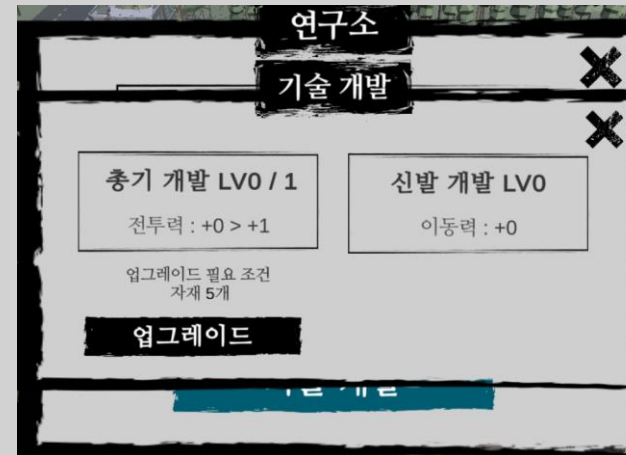 연구소
기술 개발
총기 개발 LV0 / 1
전투력 : +0 > +1
업그레이드 필요 조건
자재 5개
업그레이드
신발 개발 LV0
이동력 : +0